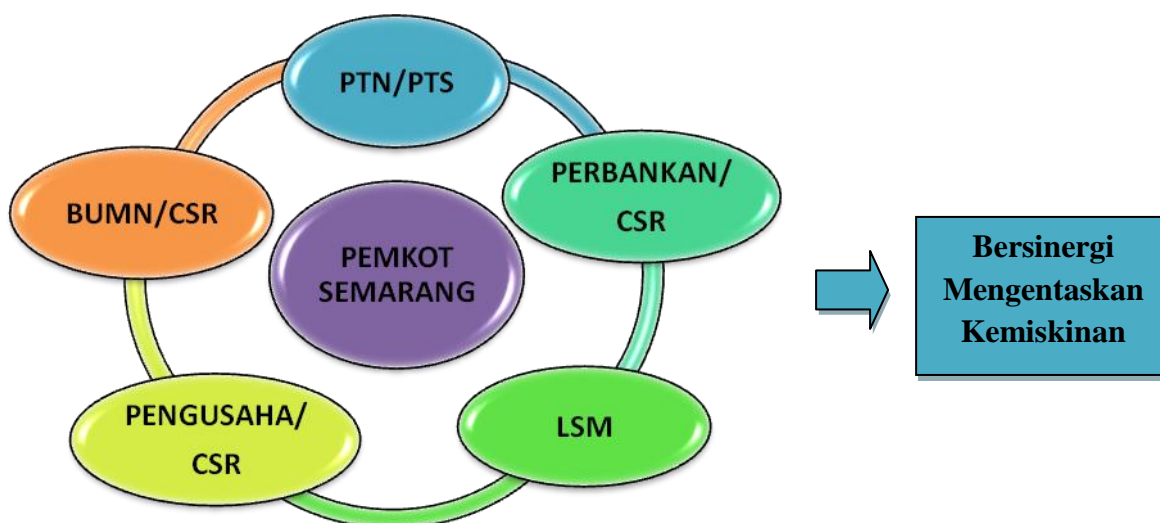 PTN/PTS
PERBANKAN/
CSR
LSM
PENGUSAHA/
CSR
BUMN/CSR
PEMKOT
SEMARANG
Bersinergi
Mengentaskan
Kemiskinan